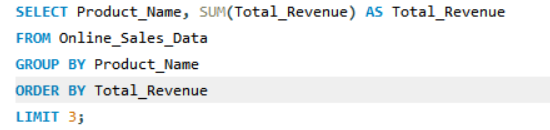 SELECT Product_Name, SUM(Total_Revenue) AS Total_Revenue
FROM Online_Sales_Data
GROUP BY Product_Name
ORDER BY Total_Revenue
LIMIT 3;